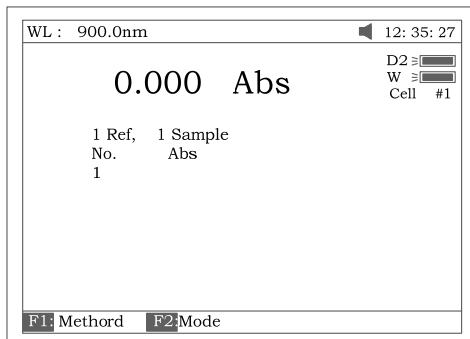 WL : 900.0nm 12: 35: 27
D2
0.000 Abs
W
Cell #1
1 Ref, 1 Sample
No. Abs
1
F1: Methord F2:Mode